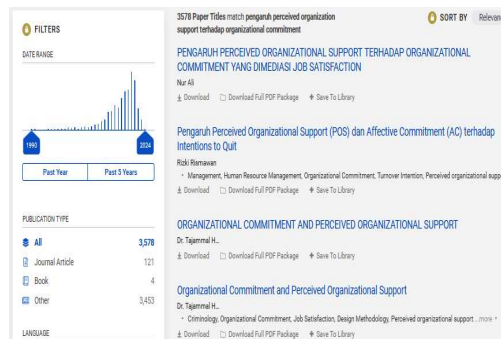 FILTERS
DATE RANGE
1990
2024
Past Year
Past 5 Years
PUBLICATION TYPE
All 3,578
Journal Article 121
Book 4
Other 3,453
LANGUAGE
3578 Paper Titles match pengaruh perceived organization
support terhadap organizational commitment
SORT BY Relevan
PENGARUH PERCEIVED ORGANIZATIONAL SUPPORT TERHADAP ORGANIZATIONAL
COMMITMENT YANG DIMEDIASI JOB SATISFACTION
Nur Ali
Download Download Full PDF Package Save To Library
Pengaruh Perceived Organizational Support (POS) dan Affective Commitment (AC) terhadap
Intentions to Quit
Rizki Rismawan
• Management, Human Resource Management, Organizational Commitment, Turnover Intention, Perceived organizational supp
Download Download Full PDF Package Save To Library
ORGANIZATIONAL COMMITMENT AND PERCEIVED ORGANIZATIONAL SUPPORT
Dr. Tajammal H...
Download Download Full PDF Package Save To Library
Organizational Commitment and Perceived Organizational Support
Dr. Tajammal H...
• Criminology, Organizational Commitment, Job Satisfaction, Design Methodology, Perceived organizational support ...more
Download Download Full PDF Package Save To Library